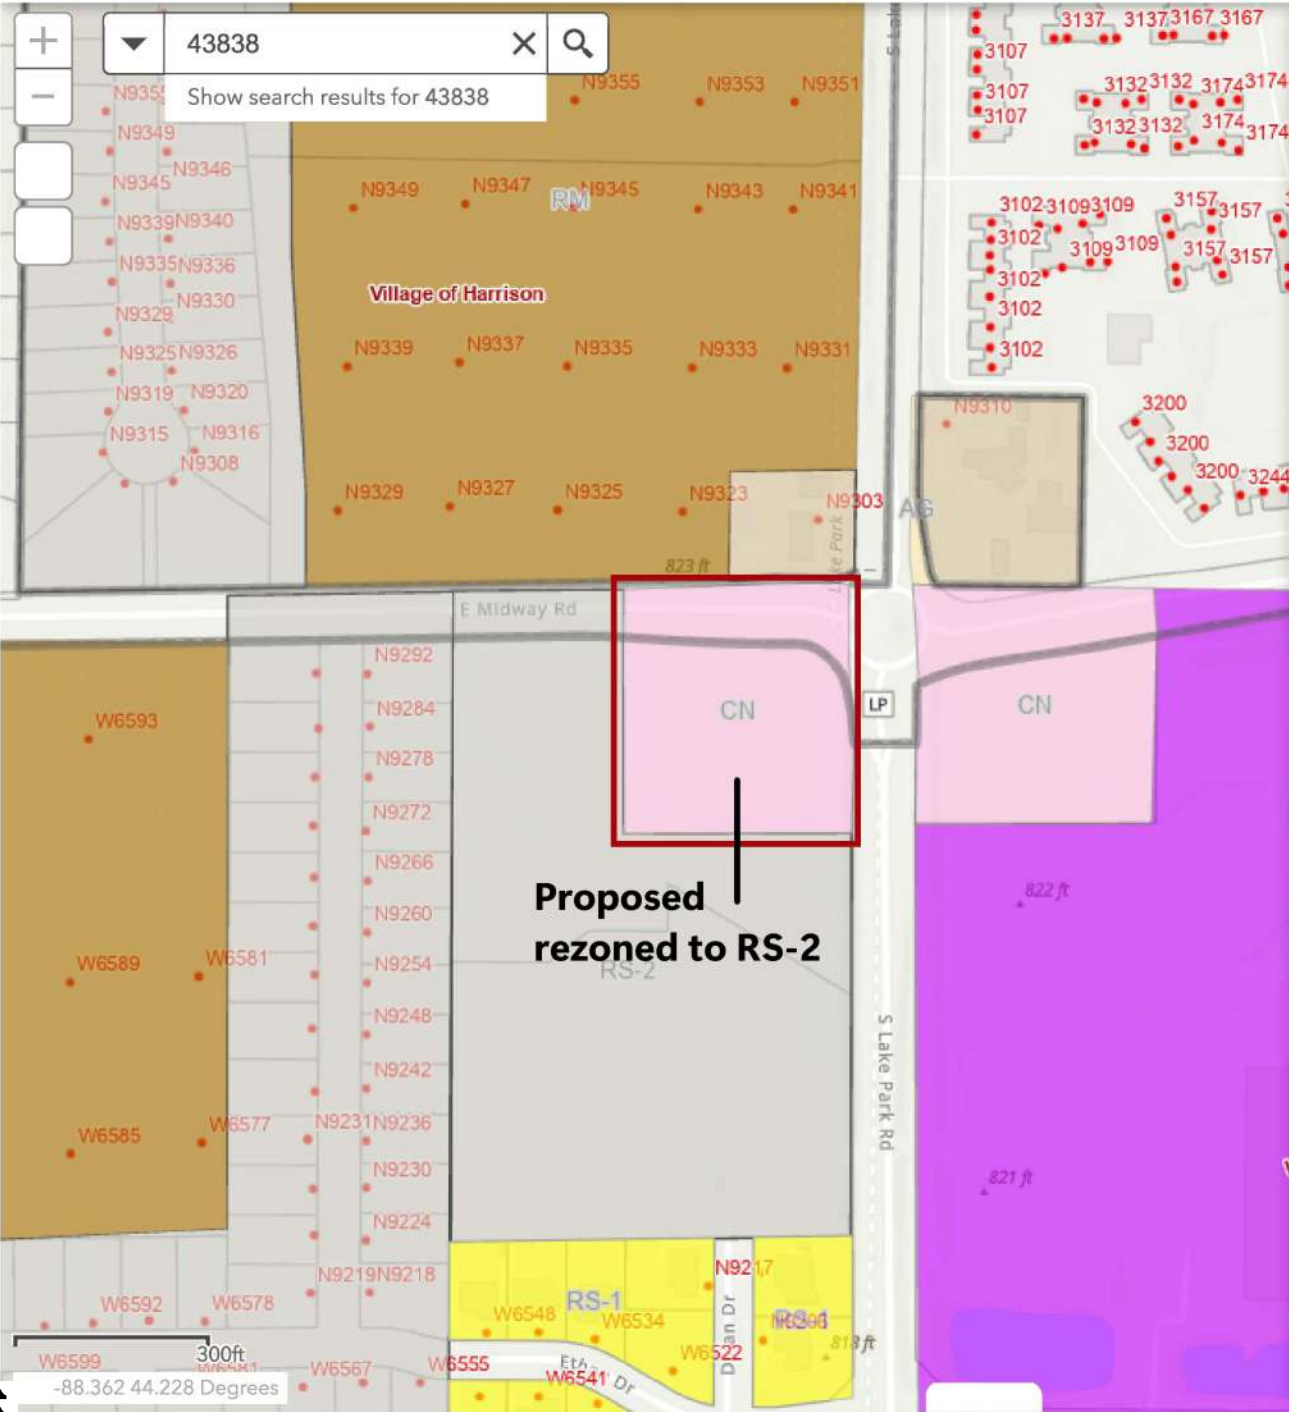 43838
Show search results for 43838
3137 3137 3167 3167
3107
3107
3107
3132 3132 3174 3174
3132 3132 3174 3174
N9355 N9353 N9351
N9349
N9346
N9345
N9339 N9340
N9335 N9336
N9330
N9329
N9325 N9326
N9319 N9320
N9315 N9316
N9308
N9349 N9347 N9345 N9343 N9341
RM
Village of Harrison
N9339 N9337 N9335 N9333 N9331
N9329 N9327 N9325 N9323 N9303
3102 3109 3109
3102
3109 3109
3102
3102
3102
3157 3157
3157 3157
N9310
AG
3200
3200
3200 3244
823 ft
E Midway Rd
CN
LP
CN
Proposed
rezoned to RS-2
RS-2
822 ft
821 ft
S Lake Park Rd
W6593
W6589 W6581
W6585 W6577
N9292
N9284
N9278
N9272
N9266
N9260
N9254
N9248
N9242
N9231 N9236
N9230
N9224
N9219 N9218
W6592 W6578
RS-1
W6548 W6534
N9217
W6522
W6555
W6541
W6567
W6599
300ft
-88.362 44.228 Degrees